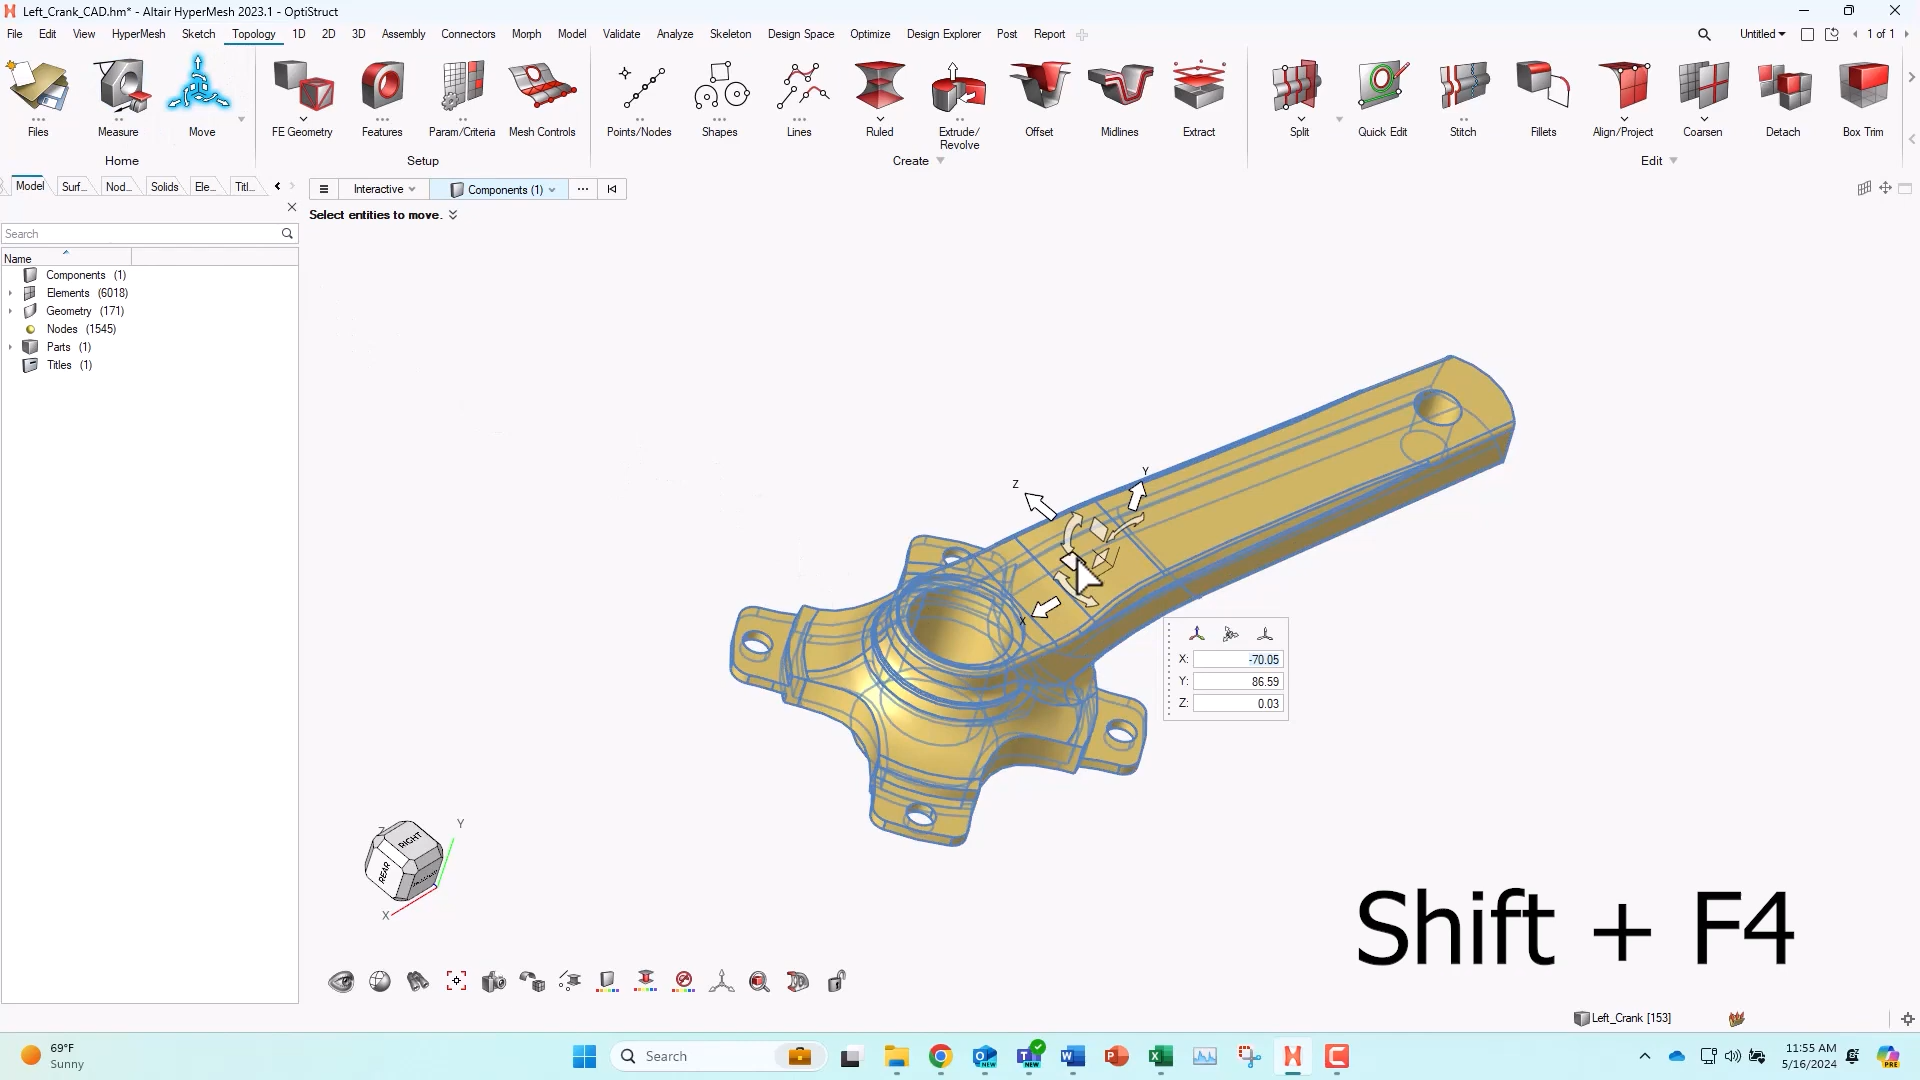 Left_Crank_CAD.hm* - Altair HyperMesh 2023.1 - OptiStruct
File Edit View HyperMesh Sketch Topology 1D 2D 3D Assembly Connectors Morph Model Validate Analyze Skeleton Design Space Optimize Design Explorer Post Report Untitled 1 of 1
Files Measure Move FE Geometry Features Param/Criteria Mesh Controls Points/Nodes Shapes Lines Ruled Extrude/ Offset Midlines Extract Split Quick Edit Stitch Fillets Align/Project Coarsen Detach Box Trim
Revolve
Home Setup Create Edit
Model Surf... Nod... Solids Ele... Titl... Interactive Components (1)
Select entities to move.
Search
Name
Components (1)
Elements (6018)
Geometry (171)
Nodes (1545)
Parts (1)
Titles (1)
Y
Z
X
X: -70.05
Y: 86.59
Z: 0.03
Y
Z
RIGHT
REAR
X
Shift + F4
Left_Crank [153]
69°F
Sunny
Search
11:55 AM
5/16/2024
NEW
NEW
PRE